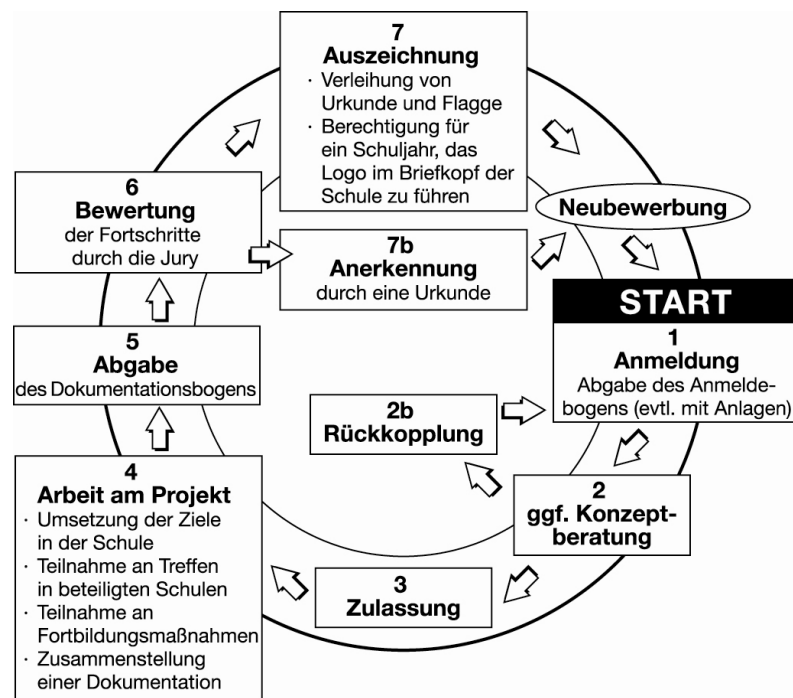 7
Auszeichnung
· Verleihung von
Urkunde und Flagge
· Berechtigung für
ein Schuljahr, das
Logo im Briefkopf der
Schule zu führen
Neubewerbung
6
Bewertung
der Fortschritte
durch die Jury
7b
Anerkennung
durch eine Urkunde
START
1
Anmeldung
Abgabe des Anmelde-
bogens (evtl. mit Anlagen)
5
Abgabe
des Dokumentationsbogens
2b
Rückkopplung
4
Arbeit am Projekt
· Umsetzung der Ziele
in der Schule
· Teilnahme an Treffen
in beteiligten Schulen
· Teilnahme an
Fortbildungsmaßnahmen
· Zusammenstellung
einer Dokumentation
2
ggf. Konzept-
beratung
3
Zulassung